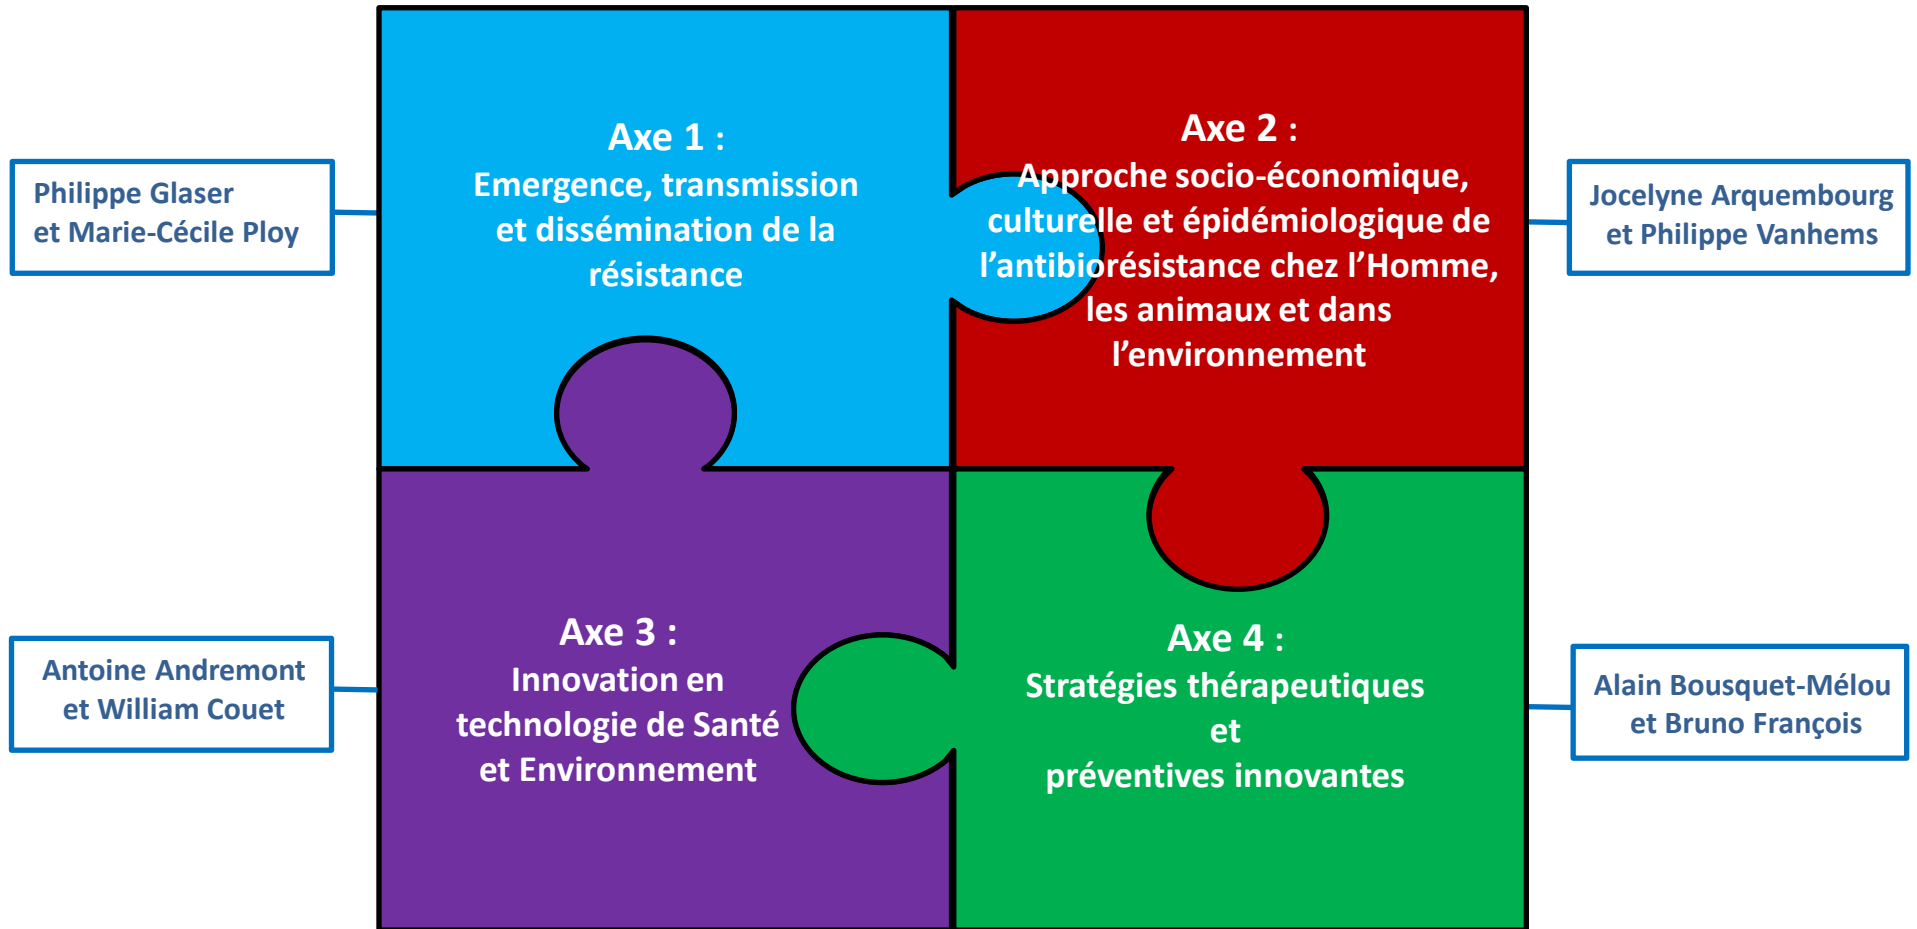 Axe 1 :
Emergence, transmission
et dissémination de la
résistance
Axe 2 :
Approche socio-économique,
culturelle et épidémiologique de
l’antibiorésistance chez l’Homme,
les animaux et dans
l’environnement
Philippe Glaser
et Marie-Cécile Ploy
Jocelyne Arquembourg
et Philippe Vanhems
Axe 3 :
Innovation en
technologie de Santé
et Environnement
Axe 4 :
Stratégies thérapeutiques
et
préventives innovantes
Antoine Andremont
et William Couet
Alain Bousquet-Mélou
et Bruno François